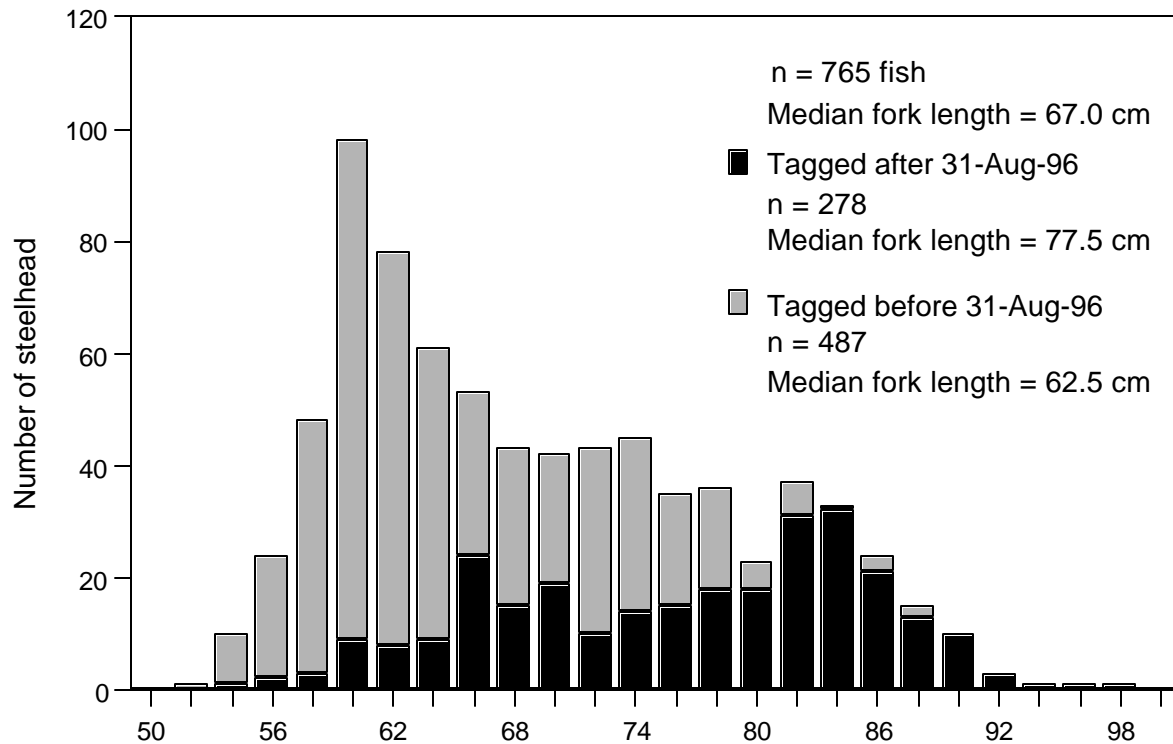 120
100
80
60
40
20
0
Number of steelhead
n = 765 fish
Median fork length = 67.0 cm
Tagged after 31-Aug-96
n = 278
Median fork length = 77.5 cm
Tagged before 31-Aug-96
n = 487
Median fork length = 62.5 cm
50 56 62 68 74 80 86 92 98